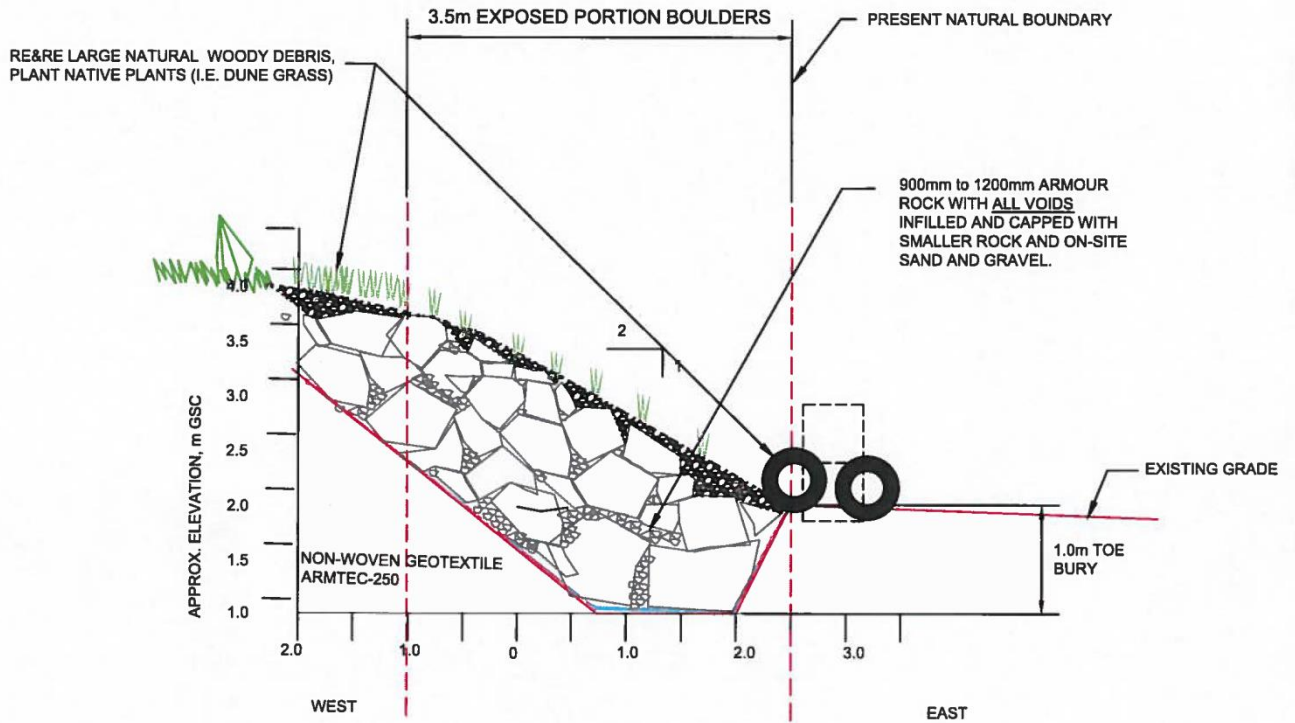 3.5m EXPOSED PORTION BOULDERS
PRESENT NATURAL BOUNDARY
RE&RE LARGE NATURAL WOODY DEBRIS,
PLANT NATIVE PLANTS (I.E. DUNE GRASS)
900mm to 1200mm ARMOUR
ROCK WITH ALL VOIDS
INFILLED AND CAPPED WITH
SMALLER ROCK AND ON-SITE
SAND AND GRAVEL.
2
1
4.0
3.5
3.0
2.5
2.0
1.5
1.0
APPROX. ELEVATION, m GSC
EXISTING GRADE
1.0m TOE
BURY
NON-WOVEN GEOTEXTILE
ARMTEC-250
2.0 1.0 0 1.0 2.0 3.0
WEST
EAST